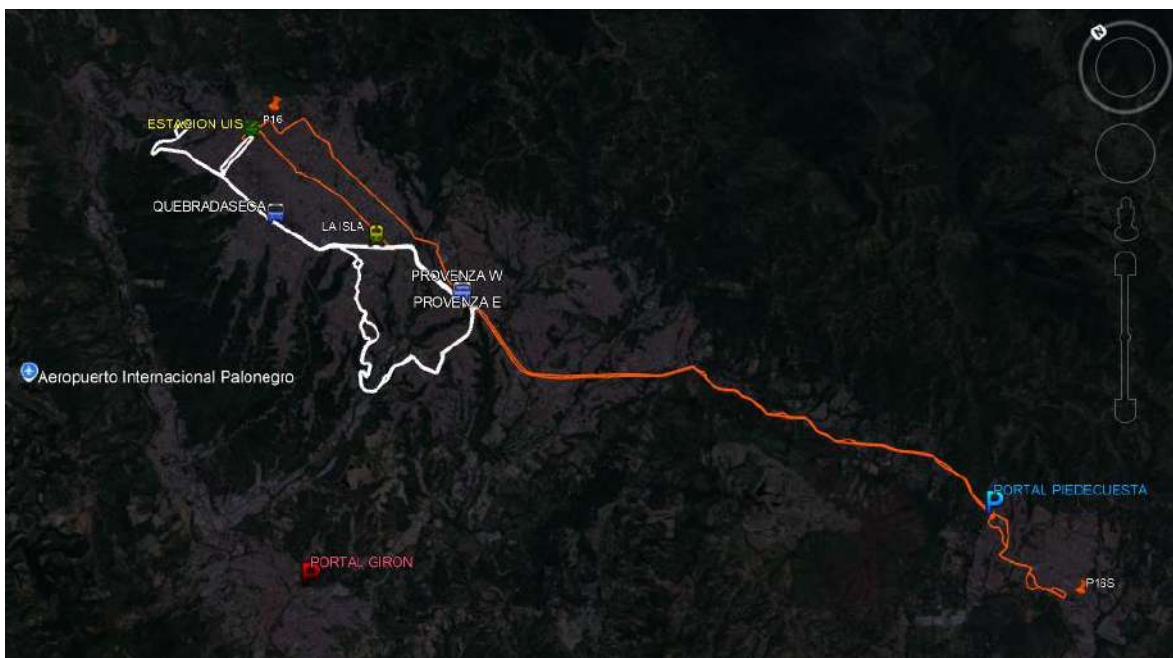 N
P16
ESTACION UIS
QUEBRADASECA
LA ISLA
PROVENZA W
PROVENZA E
Aeropuerto Internacional Palonegro
PORTAL PIEDECUESTA
P
PORTAL GIRON
P16S